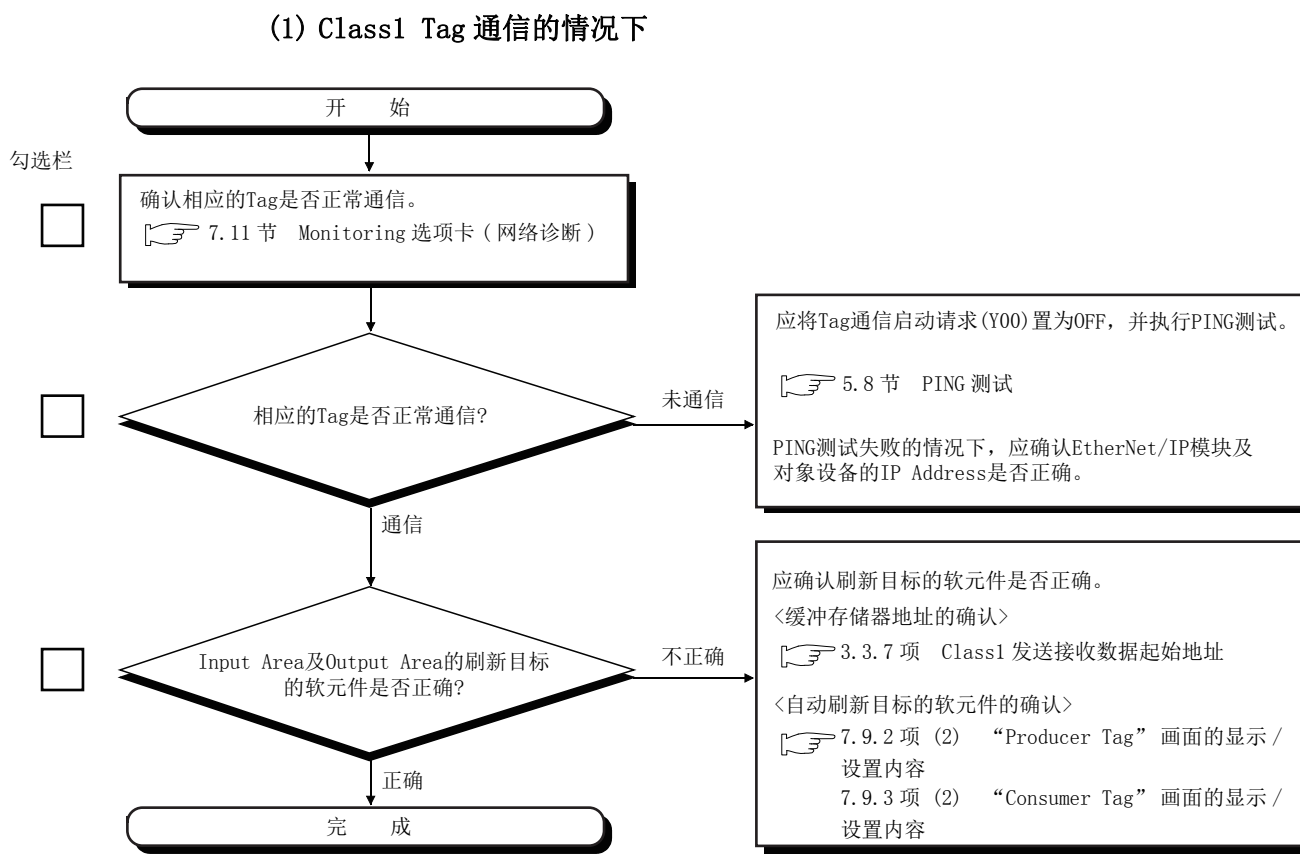 (1) Class1 Tag 通信的情况下
开 始
勾选栏
确认相应的Tag是否正常通信。
7.11 节 Monitoring 选项卡 ( 网络诊断 )
相应的Tag是否正常通信?
未通信
应将Tag通信启动请求(Y00)置为OFF，并执行PING测试。
5.8 节 PING 测试
PING测试失败的情况下，应确认EtherNet/IP模块及
对象设备的IP Address是否正确。
通信
Input Area及Output Area的刷新目标
的软元件是否正确?
不正确
应确认刷新目标的软元件是否正确。
<缓冲存储器地址的确认>
3.3.7 项 Class1 发送接收数据起始地址
<自动刷新目标的软元件的确认>
7.9.2 项 (2) “Producer Tag” 画面的显示 /
设置内容
7.9.3 项 (2) “Consumer Tag” 画面的显示 /
设置内容
正确
完 成